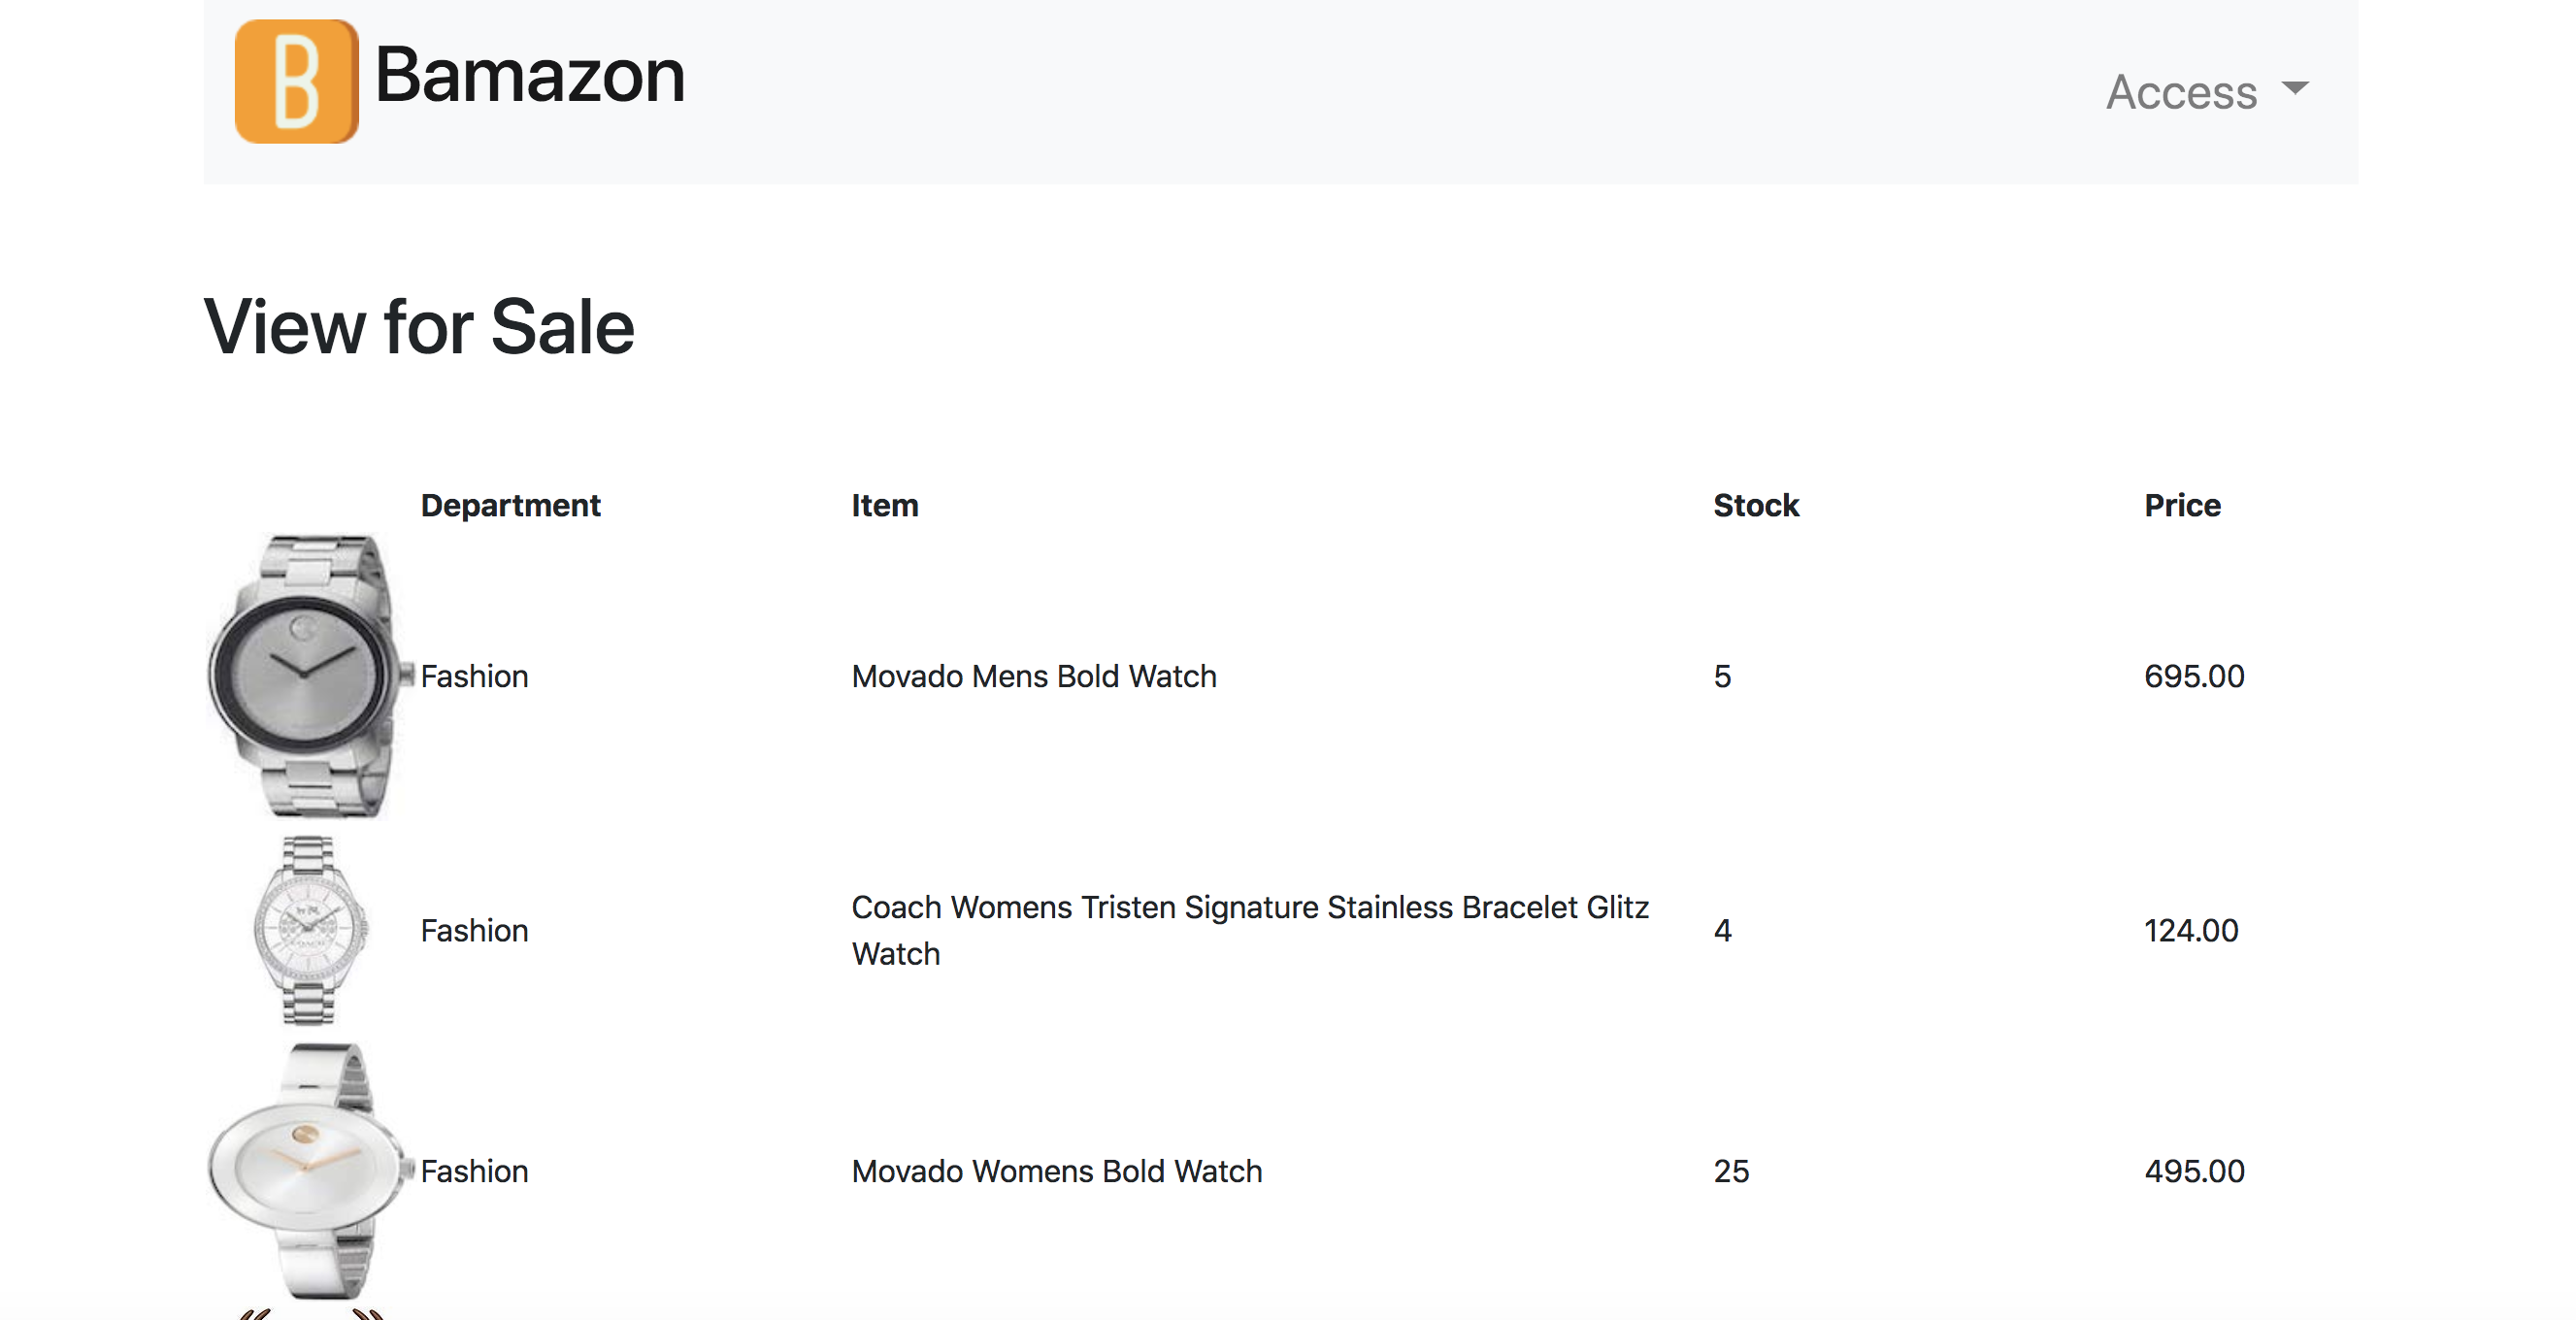 B Bamazon
Access
View for Sale
Department Item Stock Price
Fashion Movado Mens Bold Watch 5 695.00
Fashion Coach Womens Tristen Signature Stainless Bracelet Glitz
Watch 4 124.00
Fashion Movado Womens Bold Watch 25 495.00
COACH